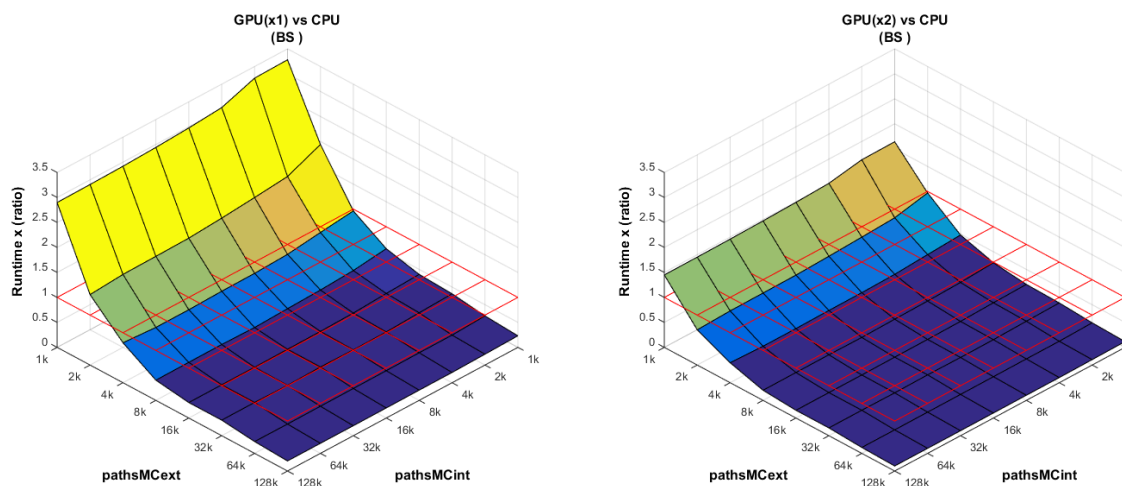 GPU(x1) vs CPU
(BS )
Runtime x (ratio)
3.5
3
2.5
2
1.5
1
0.5
0
1k
2k
4k
8k
16k
32k
64k
128k
pathsMCext
128k
64k
32k
16k
8k
4k
2k
1k
pathsMCint
GPU(x2) vs CPU
(BS )
Runtime x (ratio)
3.5
3
2.5
2
1.5
1
0.5
0
1k
2k
4k
8k
16k
32k
64k
128k
pathsMCext
128k
64k
32k
16k
8k
4k
2k
1k
pathsMCint